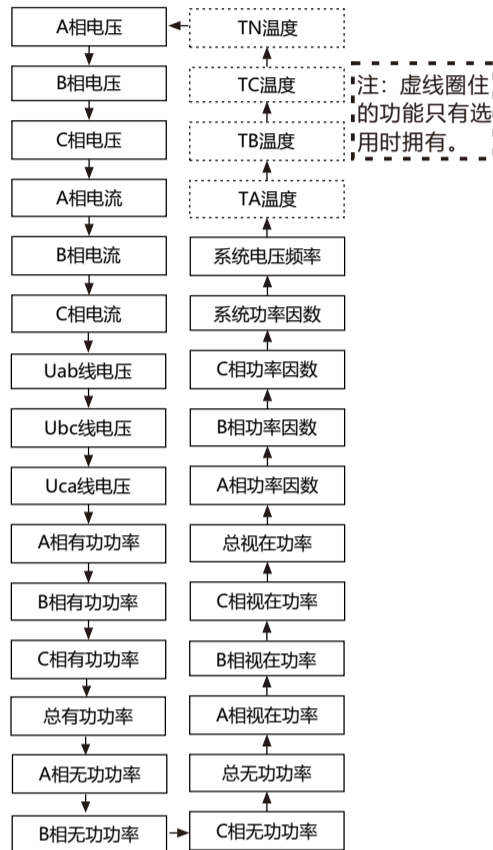 A相电压
B相电压
C相电压
A相电流
B相电流
C相电流
Uab线电压
Ubc线电压
Uca线电压
A相有功功率
B相有功功率
C相有功功率
总有功功率
A相无功功率
B相无功功率
C相无功功率
总无功功率
A相视在功率
B相视在功率
C相视在功率
总视在功率
A相功率因数
B相功率因数
C相功率因数
系统功率因数
系统电压频率
TA温度
TB温度
TC温度
TN温度
注：虚线圈住
的功能只有选
用时拥有。